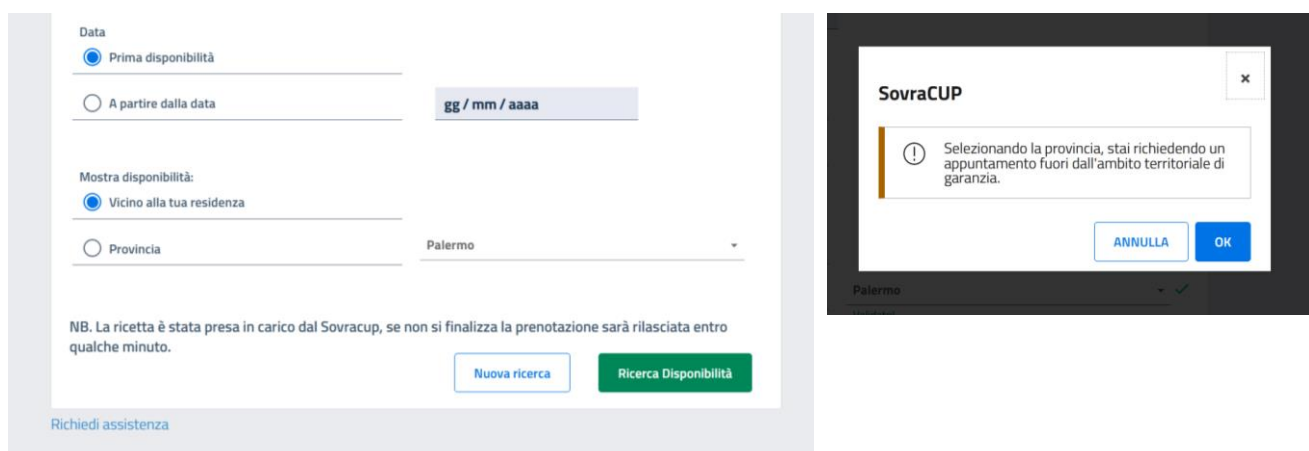 Data
Prima disponibilità
A partire dalla data
gg / mm / aaaa
Mostra disponibilità:
Vicino alla tua residenza
Provincia
Palermo
NB. La ricetta è stata presa in carico dal Sovracup, se non si finalizza la prenotazione sarà rilasciata entro
qualche minuto.
Nuova ricerca
Ricerca Disponibilità
Richiedi assistenza
SovraCUP
Selezionando la provincia, stai richiedendo un
appuntamento fuori dall'ambito territoriale di
garanzia.
ANNULLA
OK
Palermo